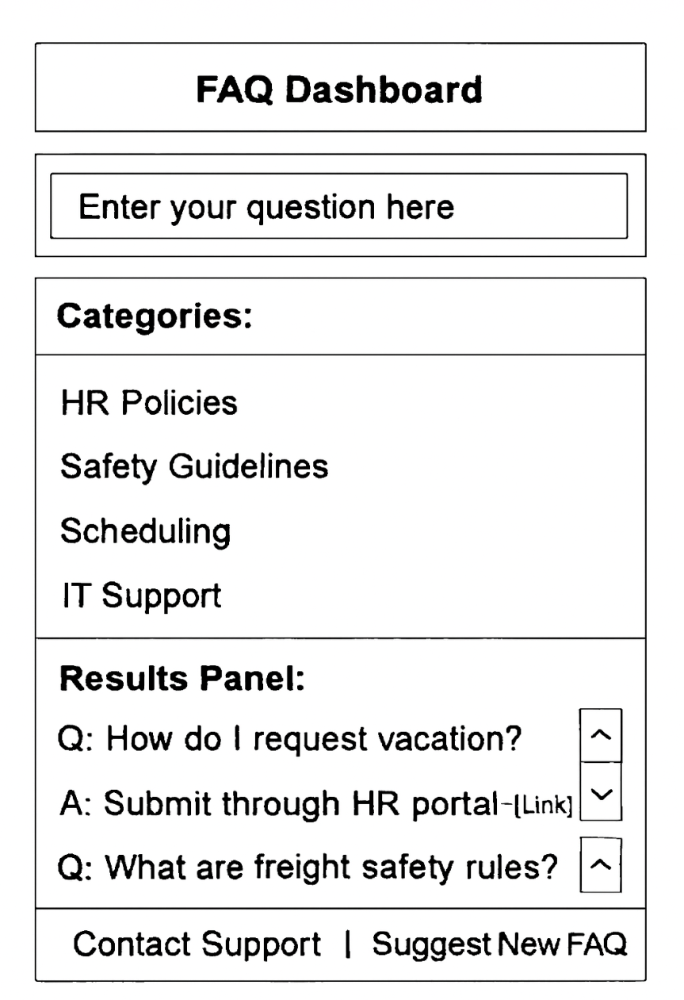 FAQ Dashboard
Enter your question here
Categories:
HR Policies
Safety Guidelines
Scheduling
IT Support
Results Panel:
Q: How do I request vacation?
A: Submit through HR portal-[Link]
Q: What are freight safety rules?
Contact Support | Suggest New FAQ